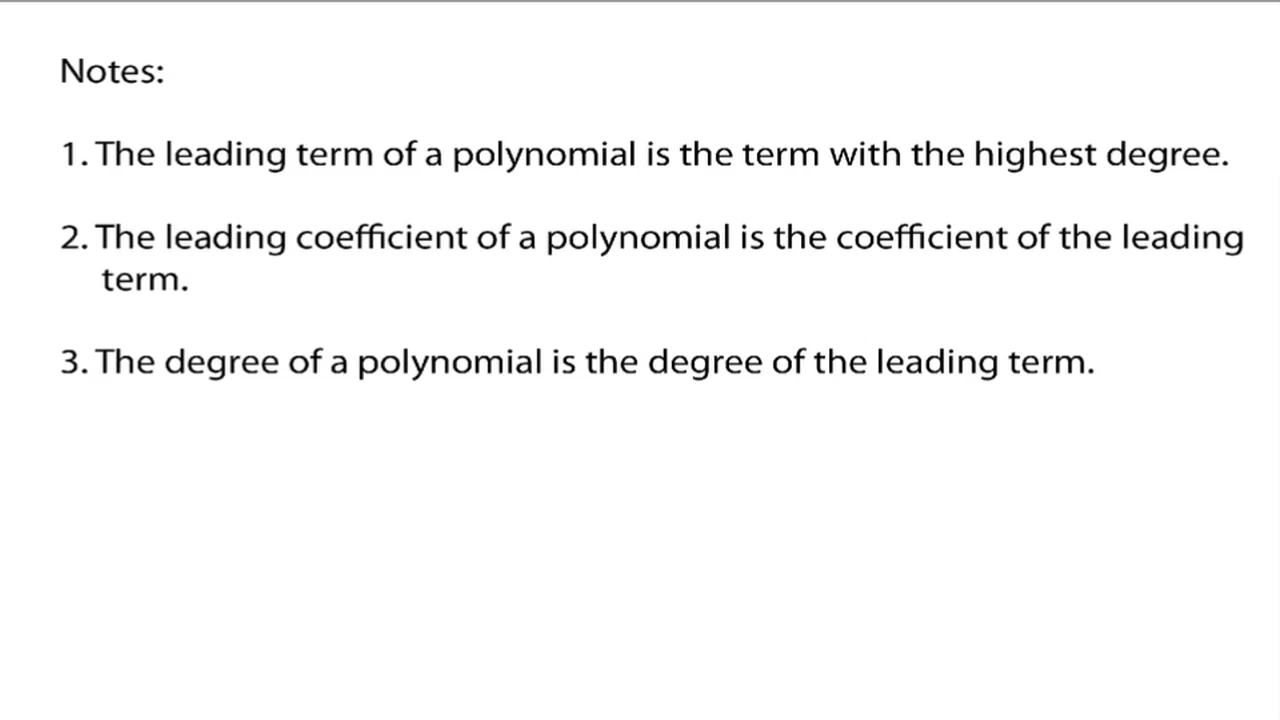 Notes:
1. The leading term of a polynomial is the term with the highest degree.
2. The leading coefficient of a polynomial is the coefficient of the leading
term.
3. The degree of a polynomial is the degree of the leading term.